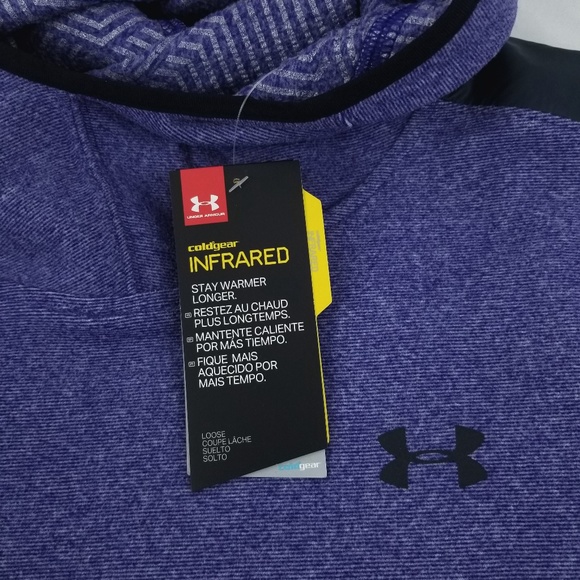 UNDER ARMOUR
coldgear
INFRARED
STAY WARMER
LONGER.
RESTEZ AU CHAUD
PLUS LONGTEMPS.
MANTENTE CALIENTE
POR MÁS TIEMPO.
FIQUE MAIS
AQUECIDO POR
MAIS TEMPO.
LOOSE
COUPE LÂCHE
SUELTO
SOLTO
coldgear